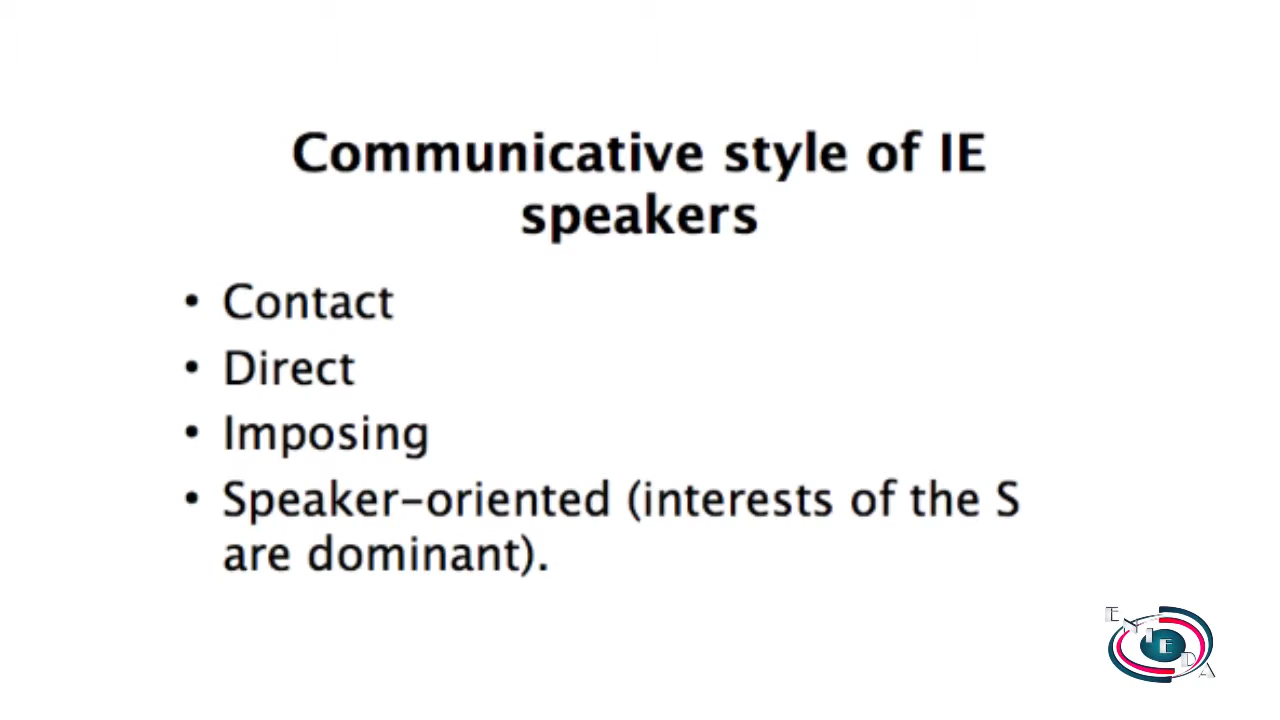 Communicative style of IE
speakers
• Contact
• Direct
• Imposing
• Speaker-oriented (interests of the S
are dominant).